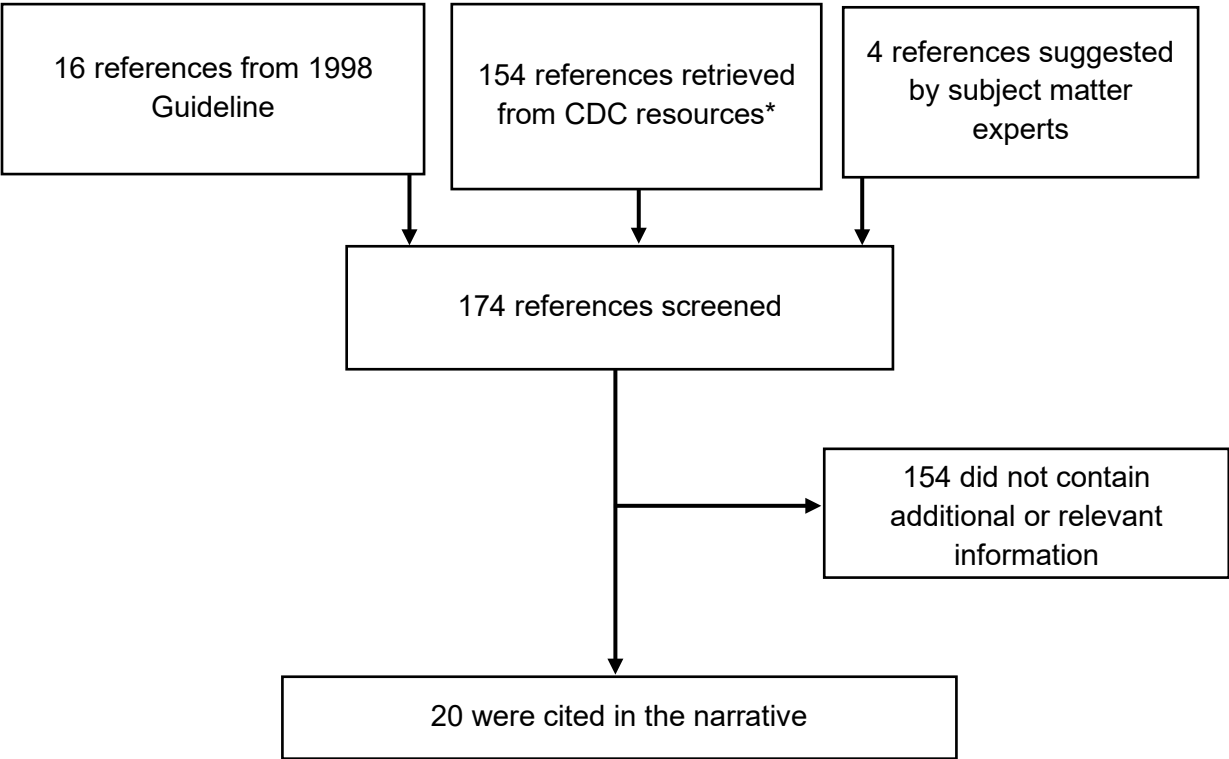 16 references from 1998
Guideline
154 references retrieved
from CDC resources*
4 references suggested
by subject matter
experts
174 references screened
154 did not contain
additional or relevant
information
20 were cited in the narrative